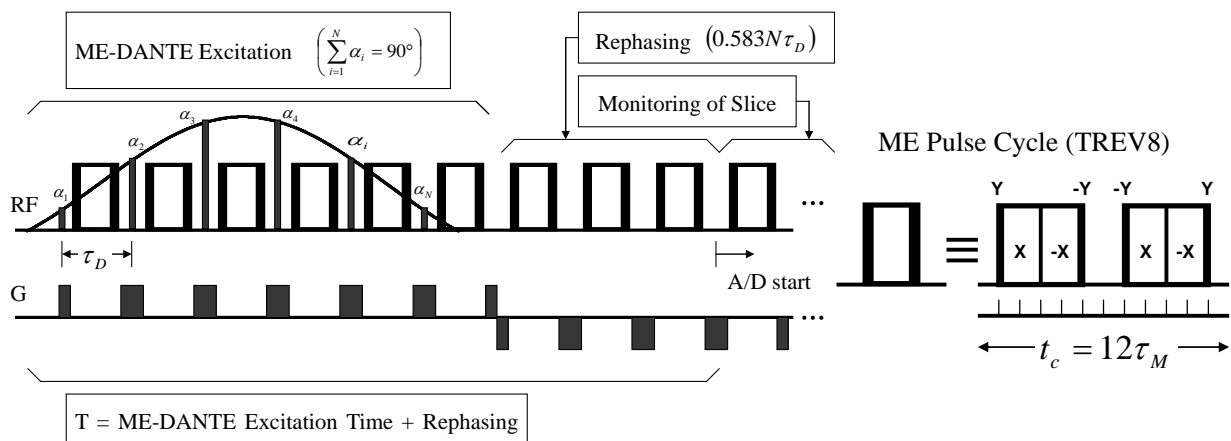 ME-DANTE Excitation (∑_{i=1}^{N} α_i = 90°)
Rephasing (0.583Nτ_D)
Monitoring of Slice
ME Pulse Cycle (TREV8)
RF
α_1
α_2
α_3
α_4
α_i
α_N
...
τ_D
A/D start
G
...
≡
Y -Y -Y Y
X -X X -X
t_c = 12τ_M
T = ME-DANTE Excitation Time + Rephasing